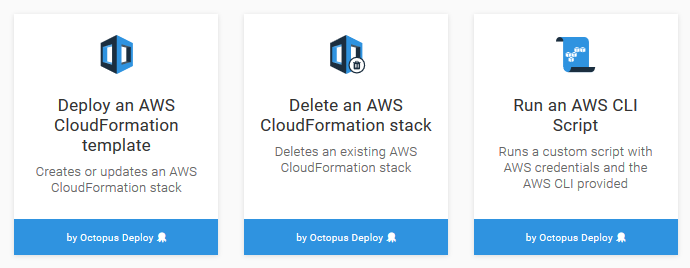 Deploy an AWS
CloudFormation
template
Creates or updates an AWS
CloudFormation stack
by Octopus Deploy
Delete an AWS
CloudFormation stack
Deletes an existing AWS
CloudFormation stack
by Octopus Deploy
Run an AWS CLI
Script
Runs a custom script with
AWS credentials and the
AWS CLI provided
by Octopus Deploy